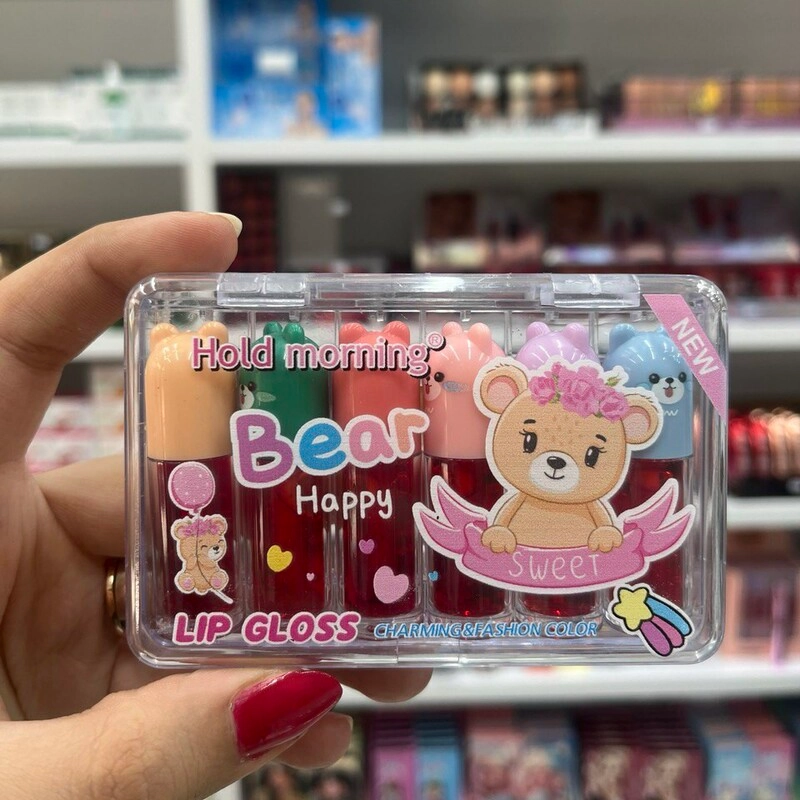 Hold morning®
NEW
Bear
Happy
SWEET
LIP GLOSS
CHARMING&FASHION COLOR